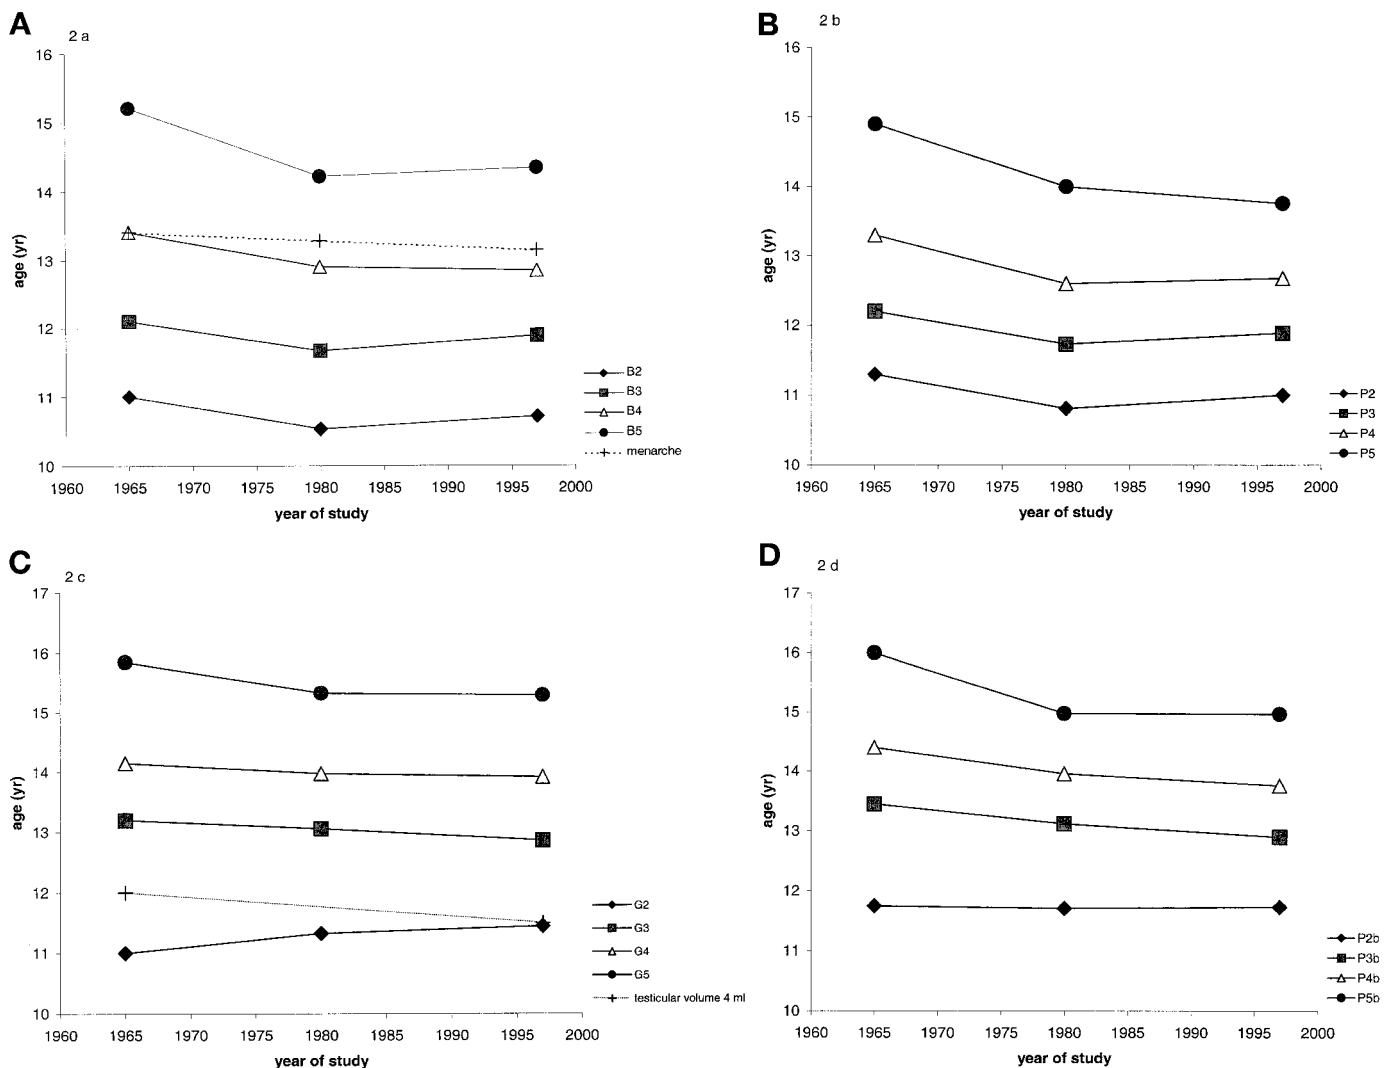 A
2 a
16
15
14
13
12
11
10
age (yr)
1960 1965 1970 1975 1980 1985 1990 1995 2000
year of study
B2
B3
B4
B5
menarche
B
2 b
16
15
14
13
12
11
10
age (yr)
1960 1965 1970 1975 1980 1985 1990 1995 2000
year of study
P2
P3
P4
P5
C
2 c
17
16
15
14
13
12
11
10
age (yr)
1960 1965 1970 1975 1980 1985 1990 1995 2000
year of study
G2
G3
G4
G5
testicular volume 4 ml
D
2 d
17
16
15
14
13
12
11
10
age (yr)
1960 1965 1970 1975 1980 1985 1990 1995 2000
year of study
P2b
P3b
P4b
P5b